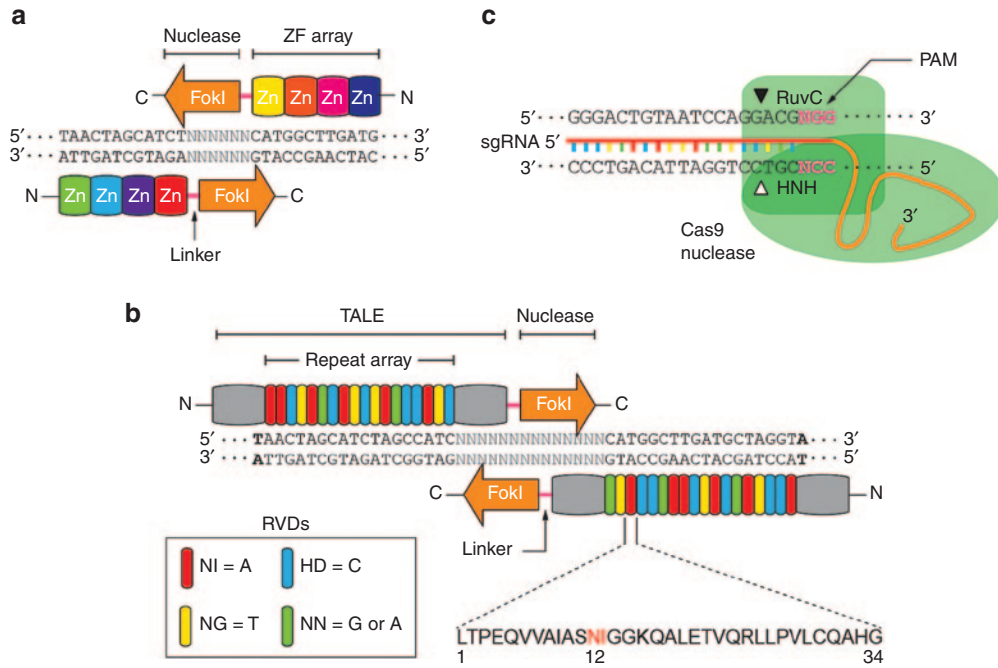 a
Nuclease
ZF array
C
FokI
Zn
Zn
Zn
Zn
N
5′ ··· TAACTAGCATCTNNNNNNCATGGCTTGATG ··· 3′
3′ ··· ATTGATCGTAGANNNNNNGTACCGAACTAC ··· 5′
N
Zn
Zn
Zn
Zn
FokI
C
Linker
c
PAM
RuvC
5′ ··· GGGACTGTAATCCAGGACGNGG ······· 3′
sgRNA 5′
3′ ··· CCCTGACATTAGGTCCTGCNCC ······· 5′
HNH
3′
Cas9
nuclease
b
TALE
Nuclease
Repeat array
N
FokI
C
5′ ··· TAACTAGCATCTAGCCATCNNNNNNNNNNNNNNCATGGCTTGATGCTAGGTA ··· 3′
3′ ··· ATTGATCGTAGATCGGTAGNNNNNNNNNNNNNNGTACCGAACTACGATCCAT ··· 5′
C
FokI
N
Linker
RVDs
NI = A
HD = C
NG = T
NN = G or A
LTPEQVVAIASNIGGKQALETVQRLLPVLCQAHG
1
12
34